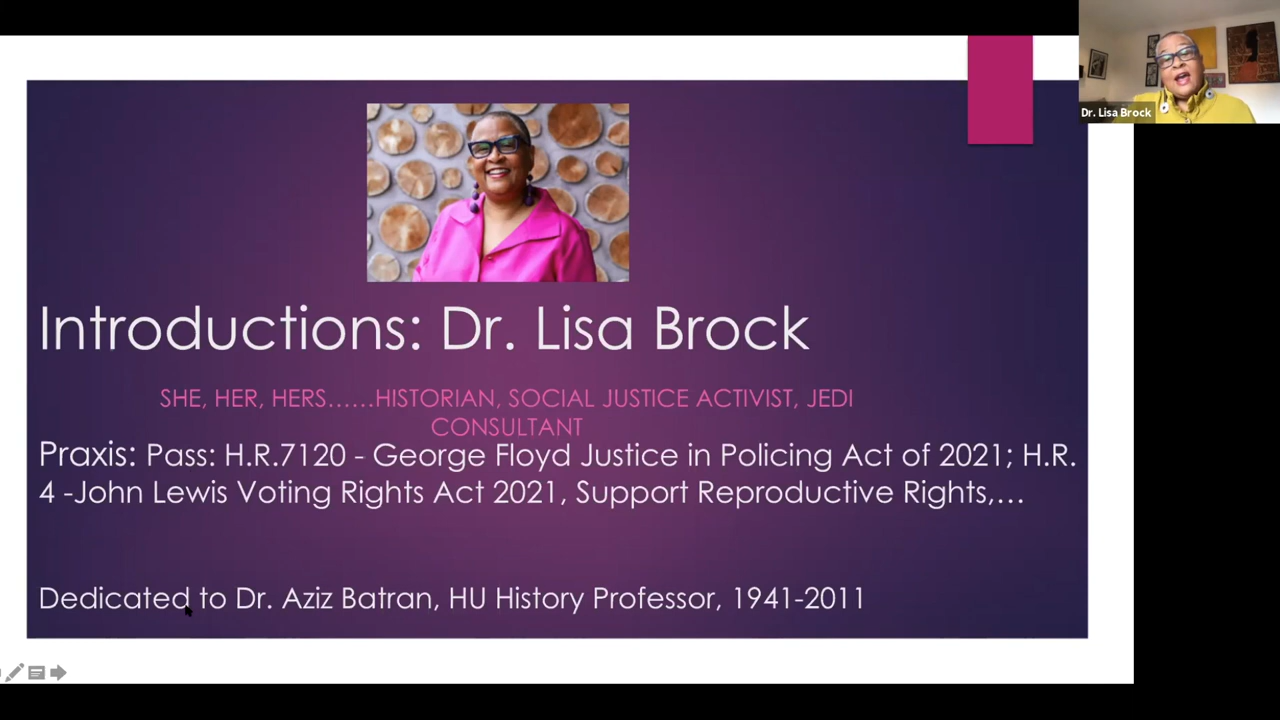 Dr. Lisa Brock
Introductions: Dr. Lisa Brock
SHE, HER, HERS......HISTORIAN, SOCIAL JUSTICE ACTIVIST, JEDI
CONSULTANT
Praxis: Pass: H.R.7120 - George Floyd Justice in Policing Act of 2021; H.R.
4 -John Lewis Voting Rights Act 2021, Support Reproductive Rights,...
Dedicated to Dr. Aziz Batran, HU History Professor, 1941-2011